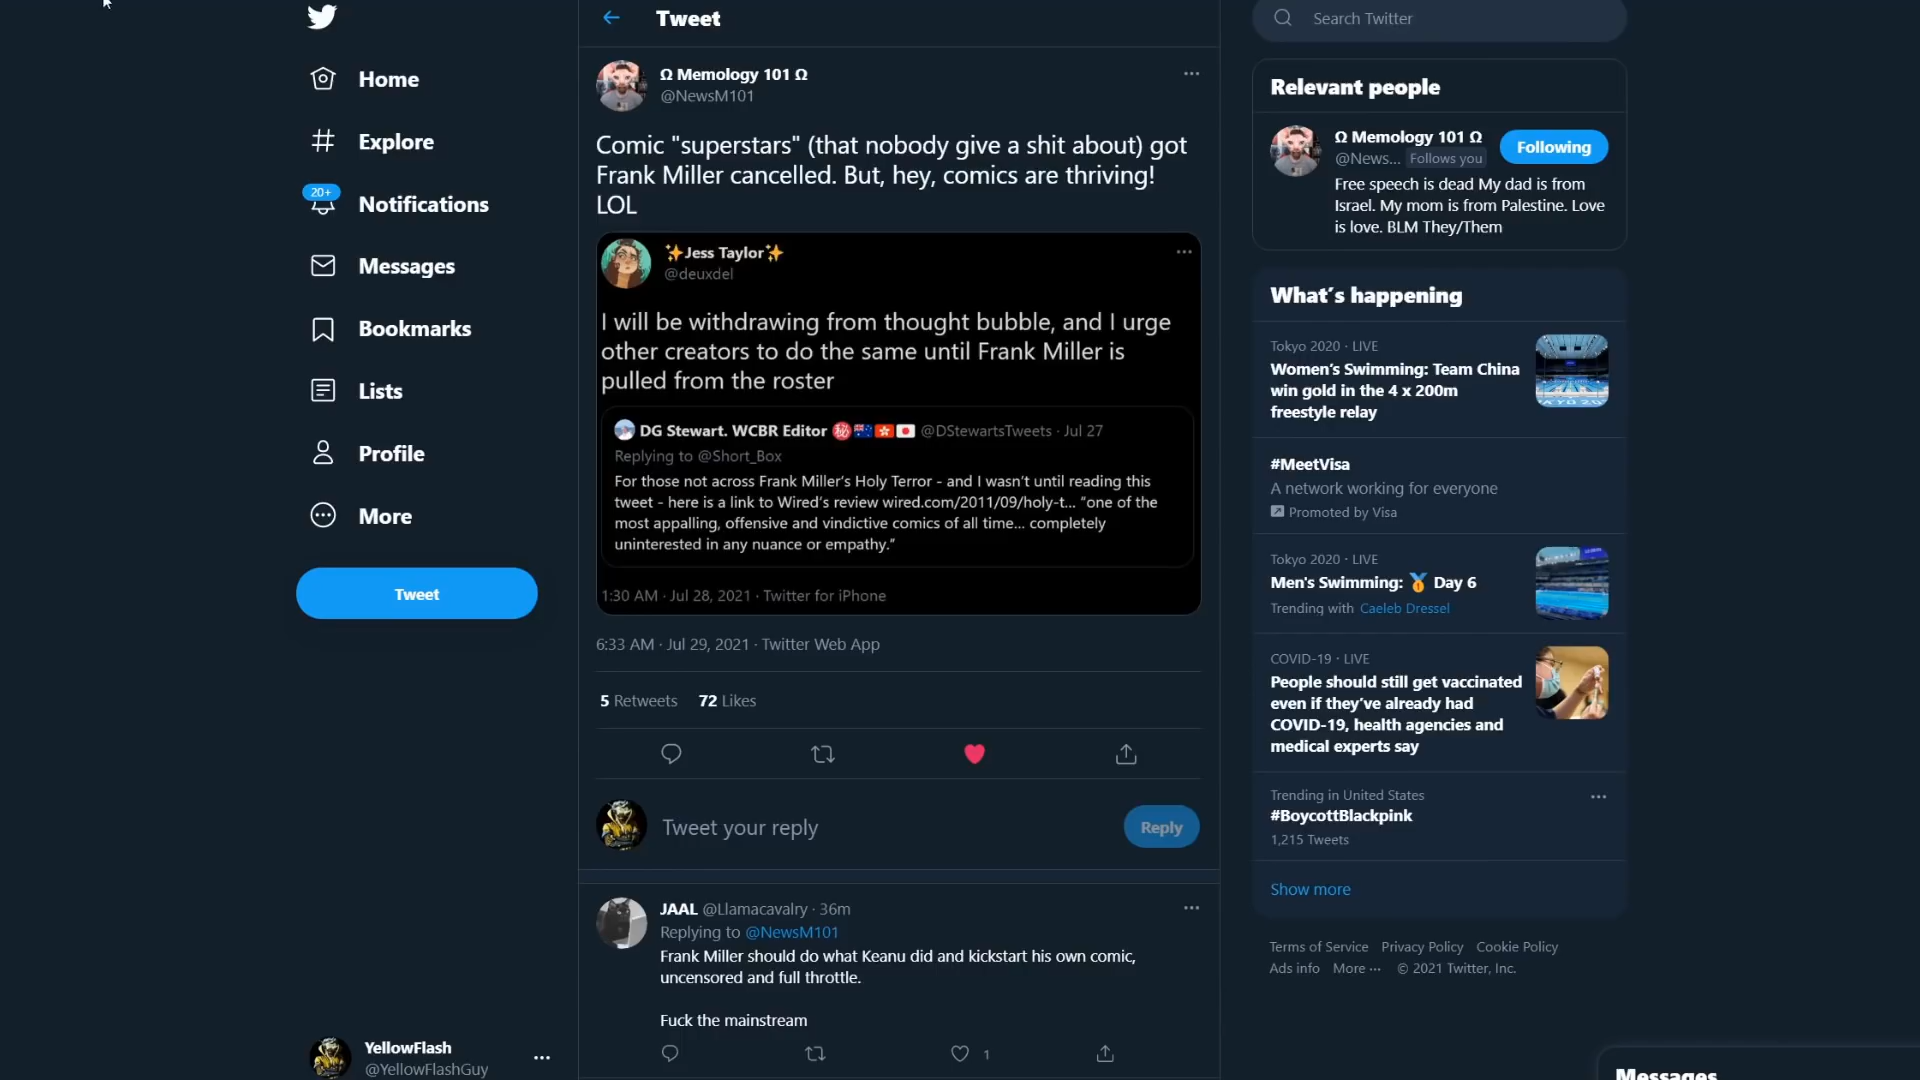 Home
Explore
20+
Notifications
Messages
Bookmarks
Lists
Profile
More
Tweet
YellowFlash
@YellowFlashGuy
Tweet
Ω Memology 101 Ω
@NewsM101
Comic "superstars" (that nobody give a shit about) got
Frank Miller cancelled. But, hey, comics are thriving!
LOL
✨Jess Taylor✨
@deuxdel
I will be withdrawing from thought bubble, and I urge
other creators to do the same until Frank Miller is
pulled from the roster
DG Stewart. WCBR Editor ㊙️🇦🇺🇭🇰🇯🇵 @DStewartsTweets · Jul 27
Replying to @Short_Box
For those not across Frank Miller's Holy Terror - and I wasn't until reading this
tweet - here is a link to Wired's review wired.com/2011/09/holy-t... "one of the
most appalling, offensive and vindictive comics of all time... completely
uninterested in any nuance or empathy."
1:30 AM · Jul 28, 2021 · Twitter for iPhone
6:33 AM · Jul 29, 2021 · Twitter Web App
5 Retweets 72 Likes
Tweet your reply
Reply
JAAL @Llamacavalry · 36m
Replying to @NewsM101
Frank Miller should do what Keanu did and kickstart his own comic,
uncensored and full throttle.
Fuck the mainstream
1
Search Twitter
Relevant people
Ω Memology 101 Ω
@News... Follows you
Following
Free speech is dead My dad is from
Israel. My mom is from Palestine. Love
is love. BLM They/Them
What's happening
Tokyo 2020 · LIVE
Women's Swimming: Team China
win gold in the 4 x 200m
freestyle relay
#MeetVisa
A network working for everyone
Promoted by Visa
Tokyo 2020 · LIVE
Men's Swimming: 🏅 Day 6
Trending with Caeleb Dressel
COVID-19 · LIVE
People should still get vaccinated
even if they've already had
COVID-19, health agencies and
medical experts say
Trending in United States
#BoycottBlackpink
1,215 Tweets
Show more
Terms of Service Privacy Policy Cookie Policy
Ads info More ··· © 2021 Twitter, Inc.
Messages